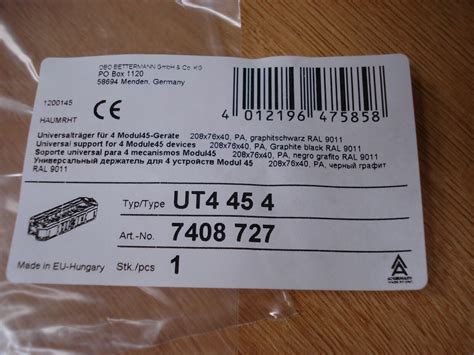 OBO BETTERMANN GmbH & Co. KG
PO Box 1120
58694 Menden, Germany
1200145
CE
HAUMRHT
4 012196 475858
Universalträger für 4 Modul45-Geräte 208x76x40, PA, graphitschwarz RAL 9011
Universal support for 4 Module45 devices 208x76x40, PA, Graphite black RAL 9011
Soporte universal para 4 mecanismos Modul45 208x76x40, PA, negro grafito RAL 9011
Универсальный держатель для 4 устройств Modul 45 208x76x40, PA, черный графит
RAL 9011
Typ/Type UT4 45 4
Art.-No. 7408 727
Made in EU-Hungary Stk./pcs 1
ACKERMANN